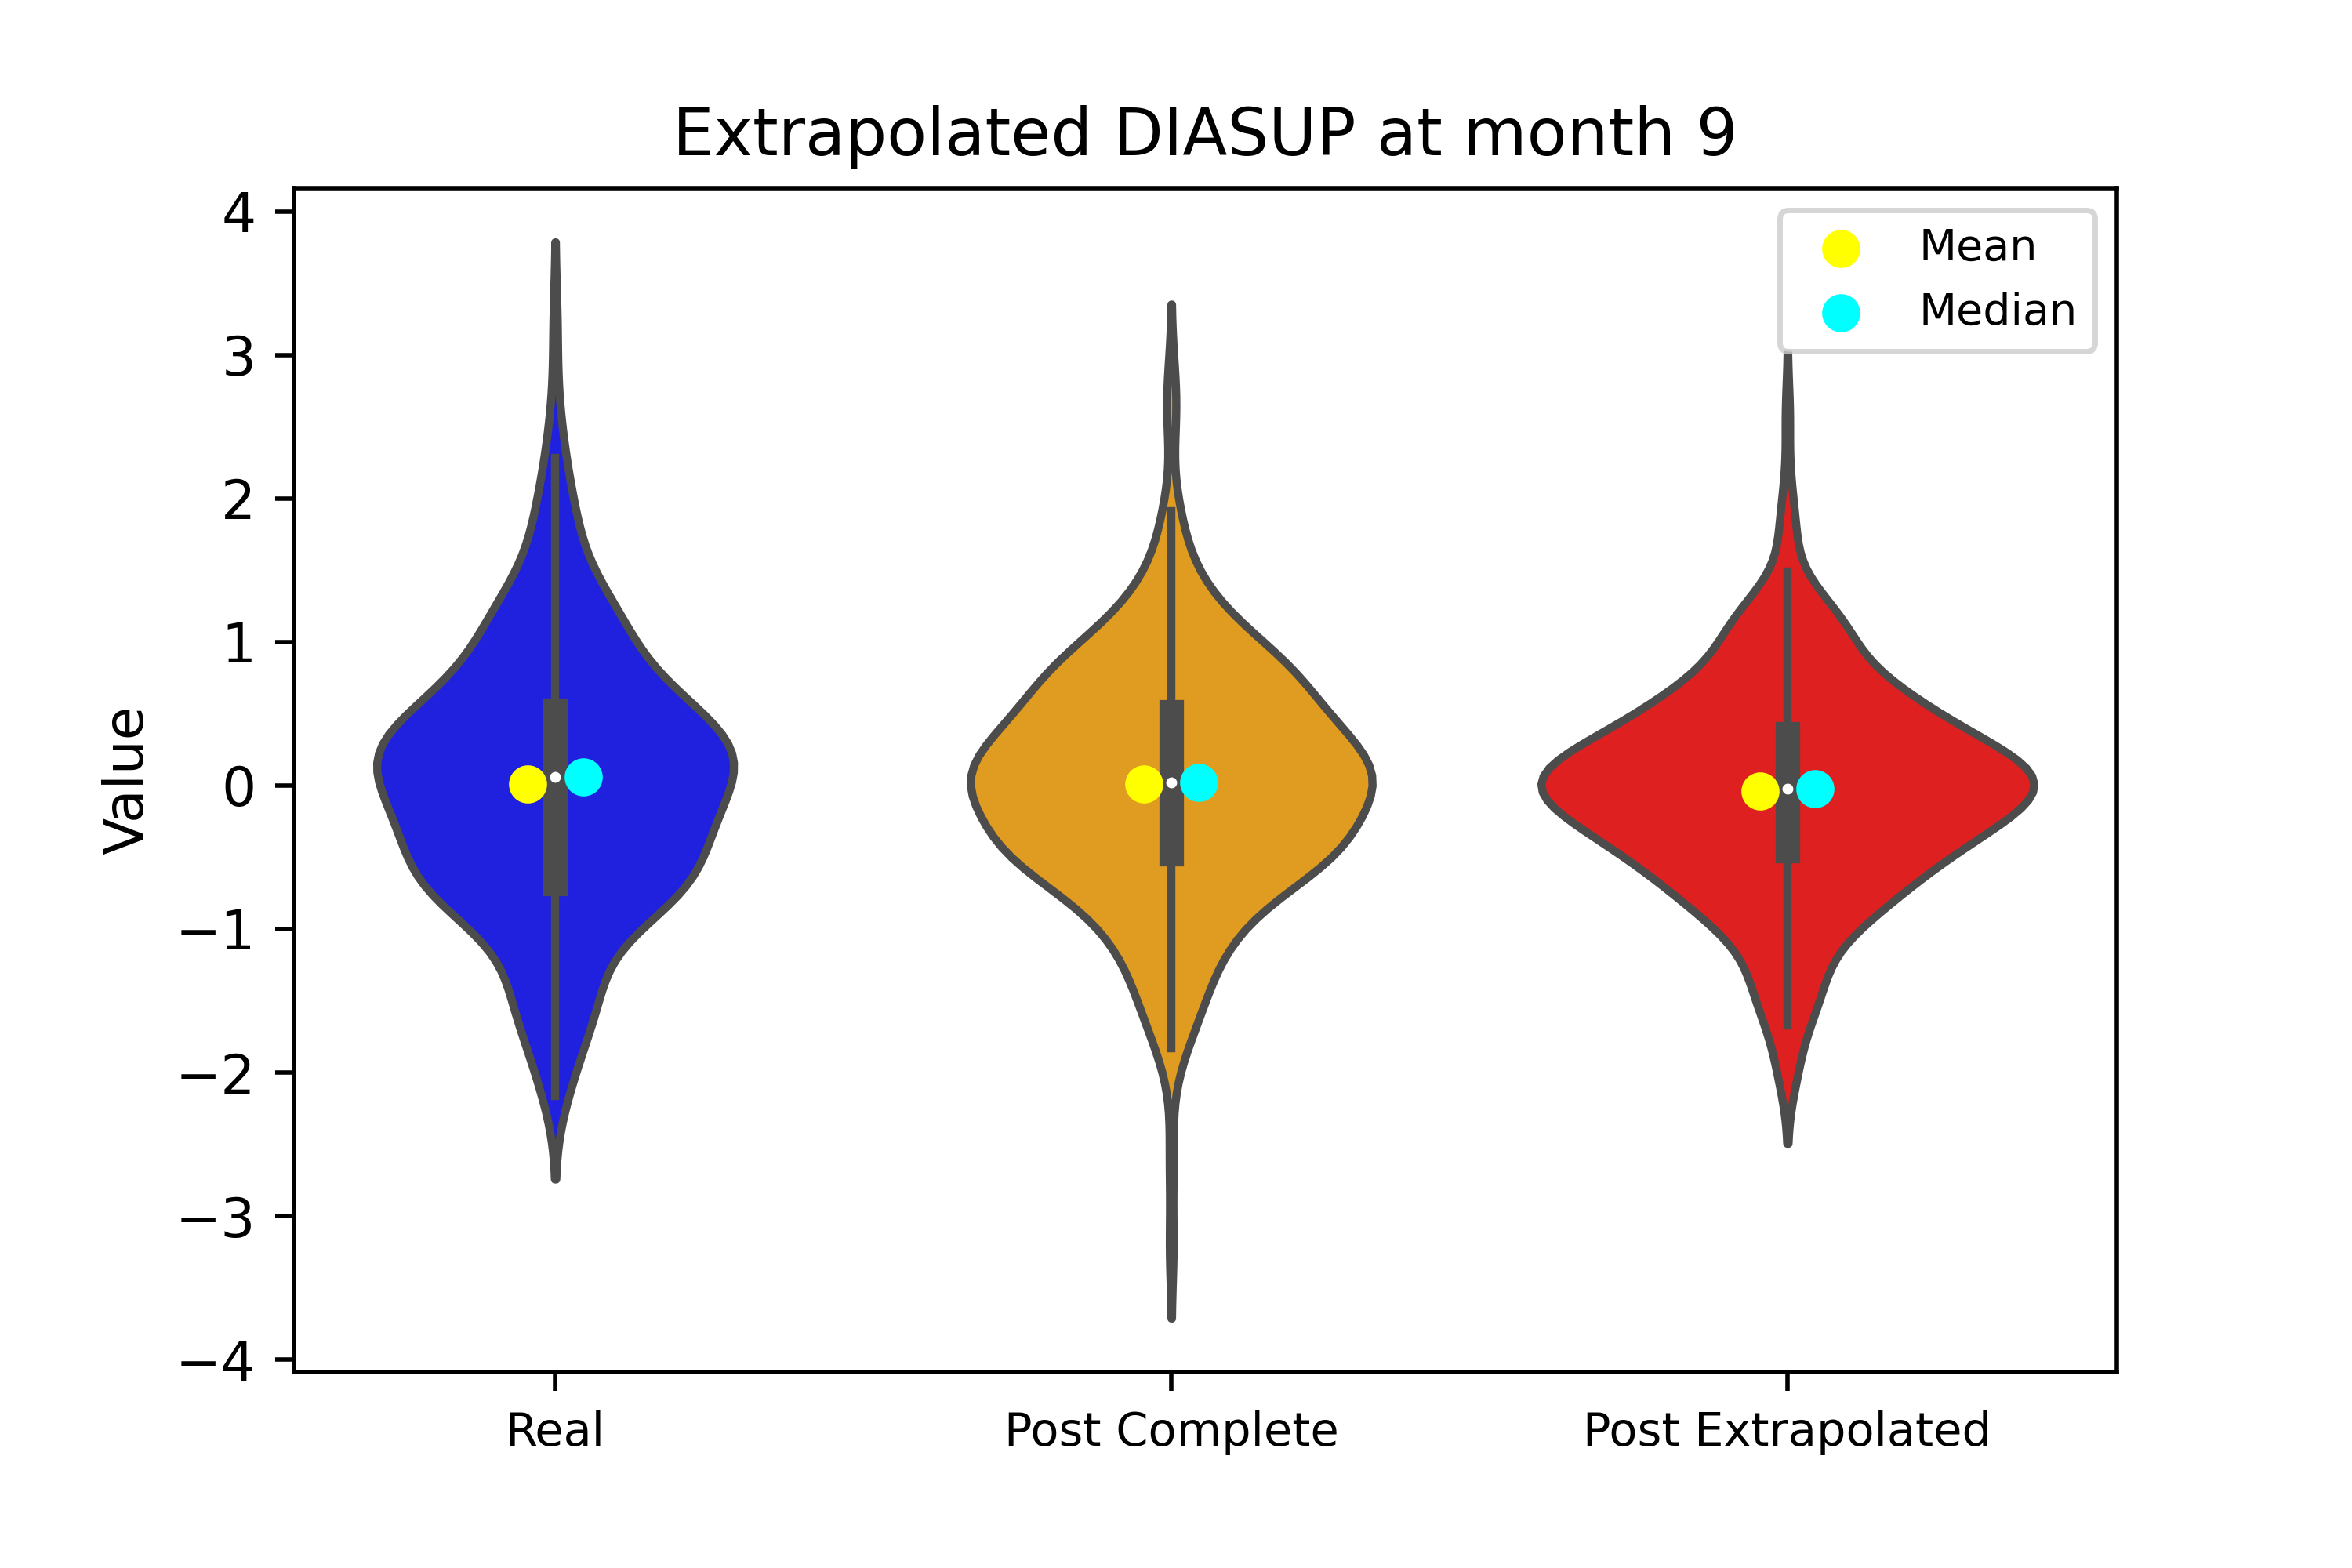 Extrapolated DIASUP at month 9
4
3
2
1
0
−1
−2
−3
−4
Value
Mean
Median
Real
Post Complete
Post Extrapolated